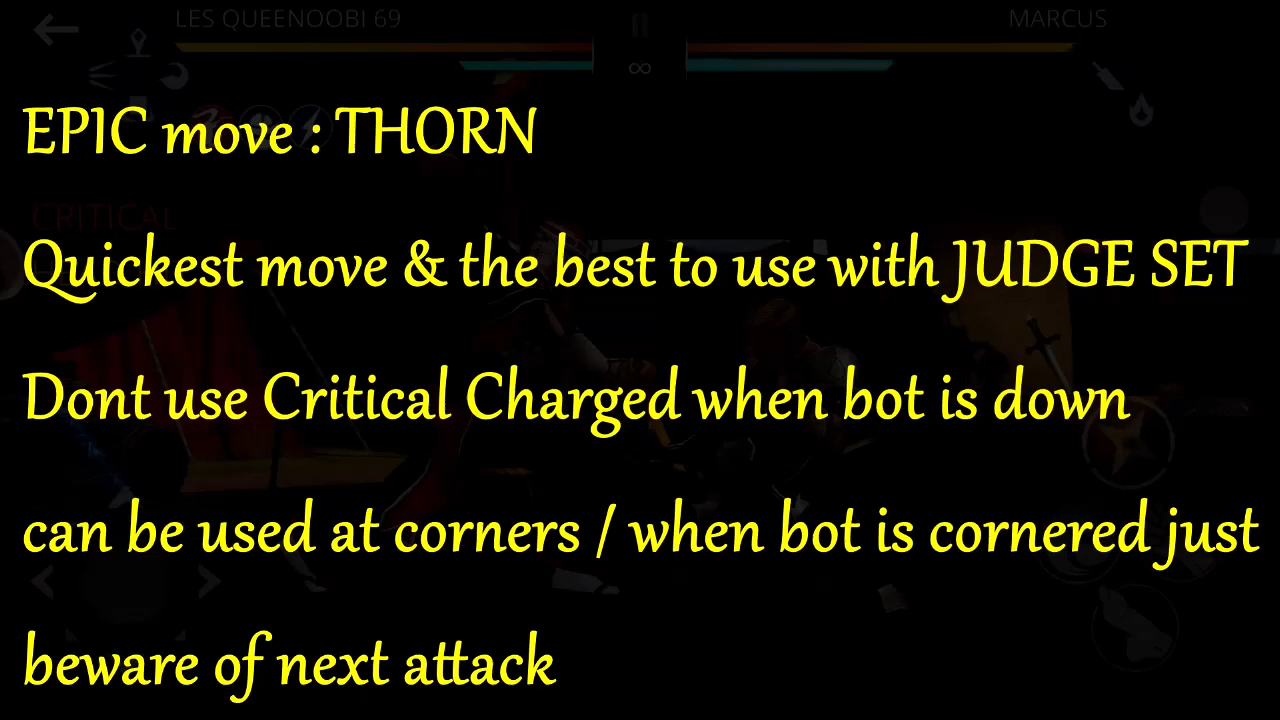 LES QUEENOOBI 69
MARCUS
∞
EPIC move : THORN
CRITICAL
Quickest move & the best to use with JUDGE SET
Dont use Critical Charged when bot is down
can be used at corners / when bot is cornered just
beware of next attack